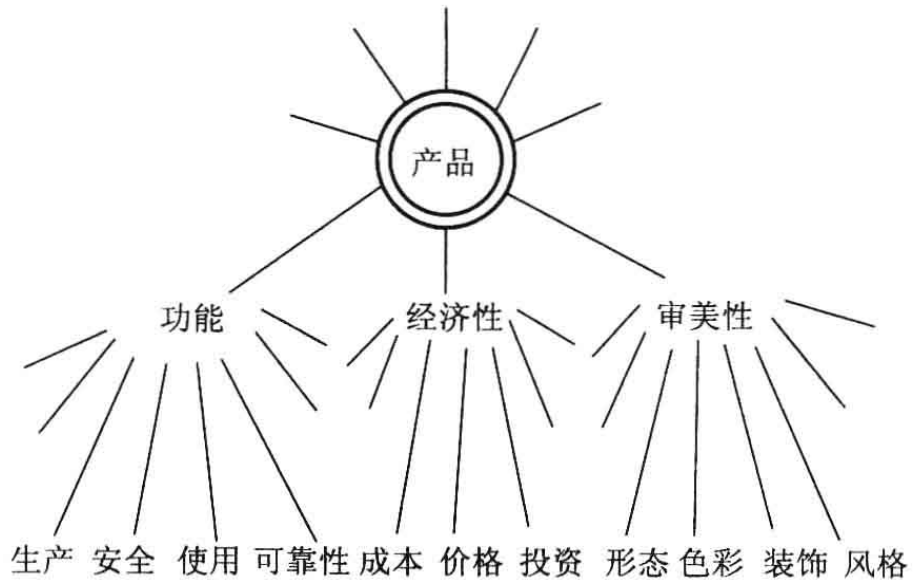 产品
功能 经济性 审美性
生产 安全 使用 可靠性 成本 价格 投资 形态 色彩 装饰 风格